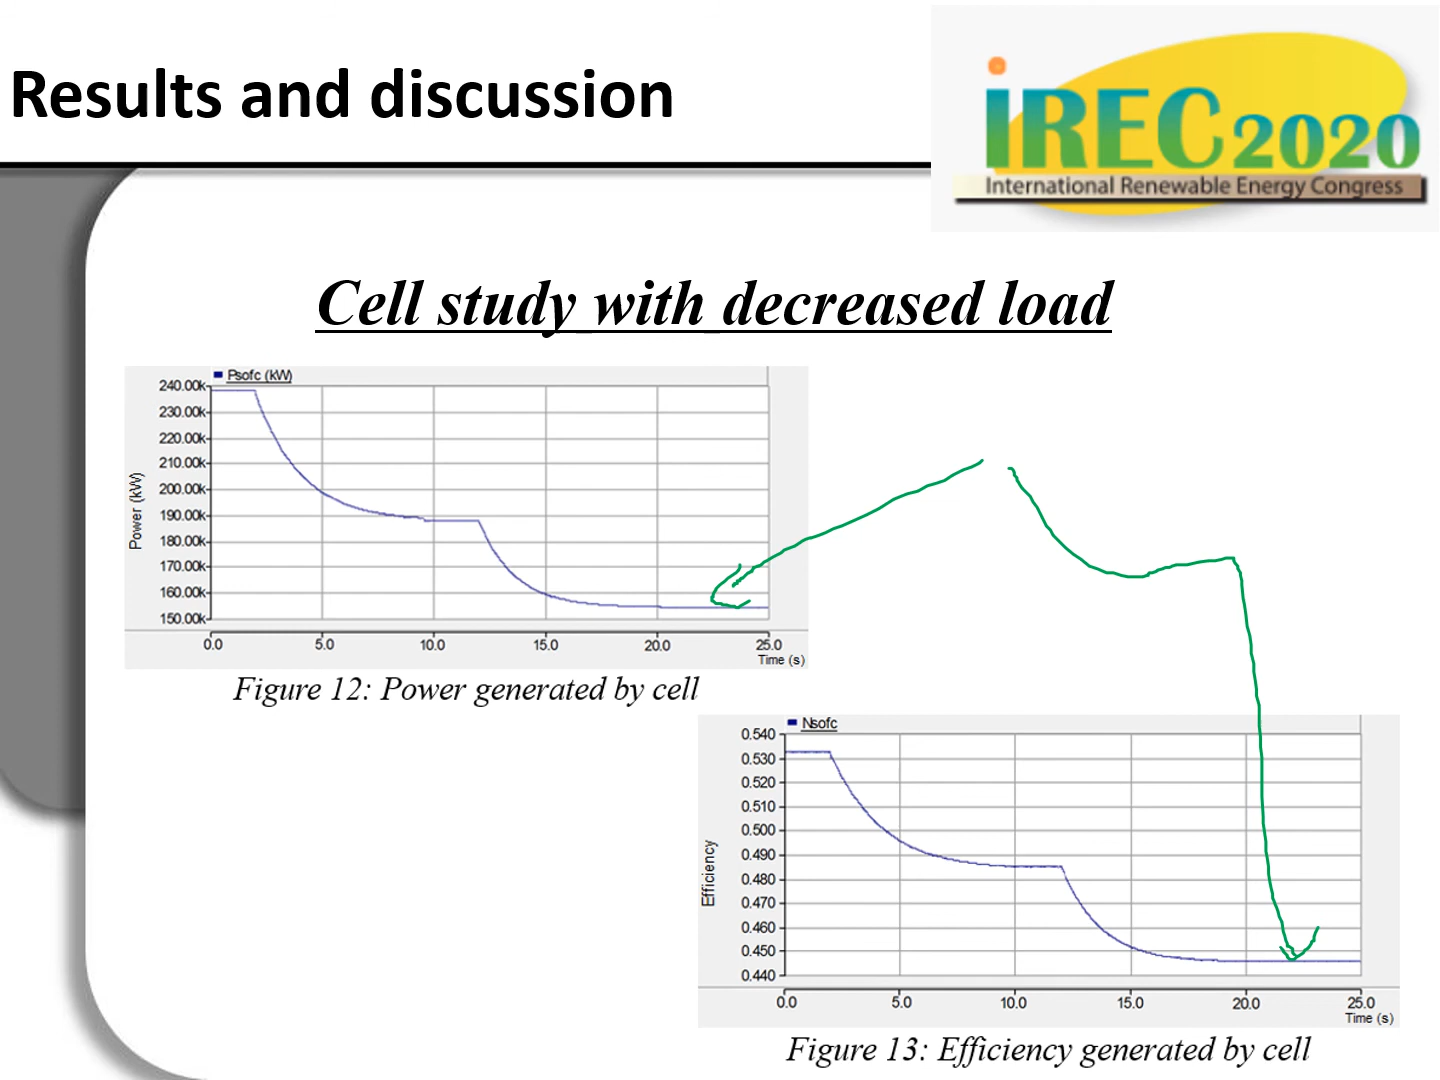 Results and discussion
iREC2020
International Renewable Energy Congress
Cell study with decreased load
Psofc (kW)
240.00k
230.00k
220.00k
210.00k
200.00k
190.00k
180.00k
170.00k
160.00k
150.00k
Power (kW)
0.0 5.0 10.0 15.0 20.0 25.0
Time (s)
Figure 12: Power generated by cell
Nsofc
0.540
0.530
0.520
0.510
0.500
0.490
0.480
0.470
0.460
0.450
0.440
Efficiency
0.0 5.0 10.0 15.0 20.0 25.0
Time (s)
Figure 13: Efficiency generated by cell